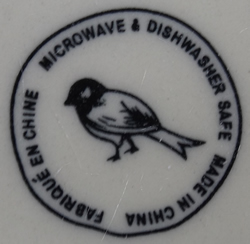 MICROWAVE & DISHWASHER SAFE
MADE IN CHINA
FABRIQUÉ EN CHINE